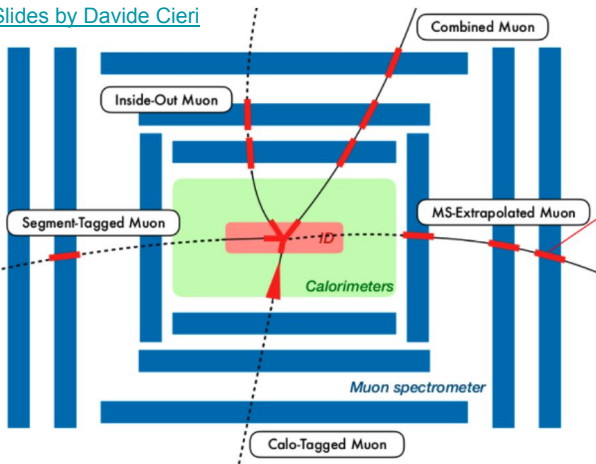 Slides by Davide Cieri
Combined Muon
Inside-Out Muon
Segment-Tagged Muon
MS-Extrapolated Muon
ID
Calorimeters
Muon spectrometer
Calo-Tagged Muon